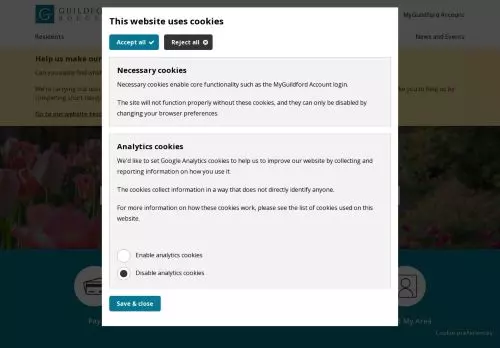 This website uses cookies
Accept all
Reject all
Necessary cookies
Necessary cookies enable core functionality such as the MyGuildford Account login.
The site will not function properly without these cookies, and they can only be disabled by
changing your browser preferences.
Analytics cookies
We'd like to set Google Analytics cookies to help us to improve our website by collecting and
reporting information on how you use it
The cookies collect information in a way that does not directly identify anyone.
For more information on how these cookies work, please see the list of cookies used on this
website.
Enable analytics cookies
Disable analytics cookies
Save & close
MyGuildford Account
Residents
News and Events
Help us make our
My Area
Cookie preferences